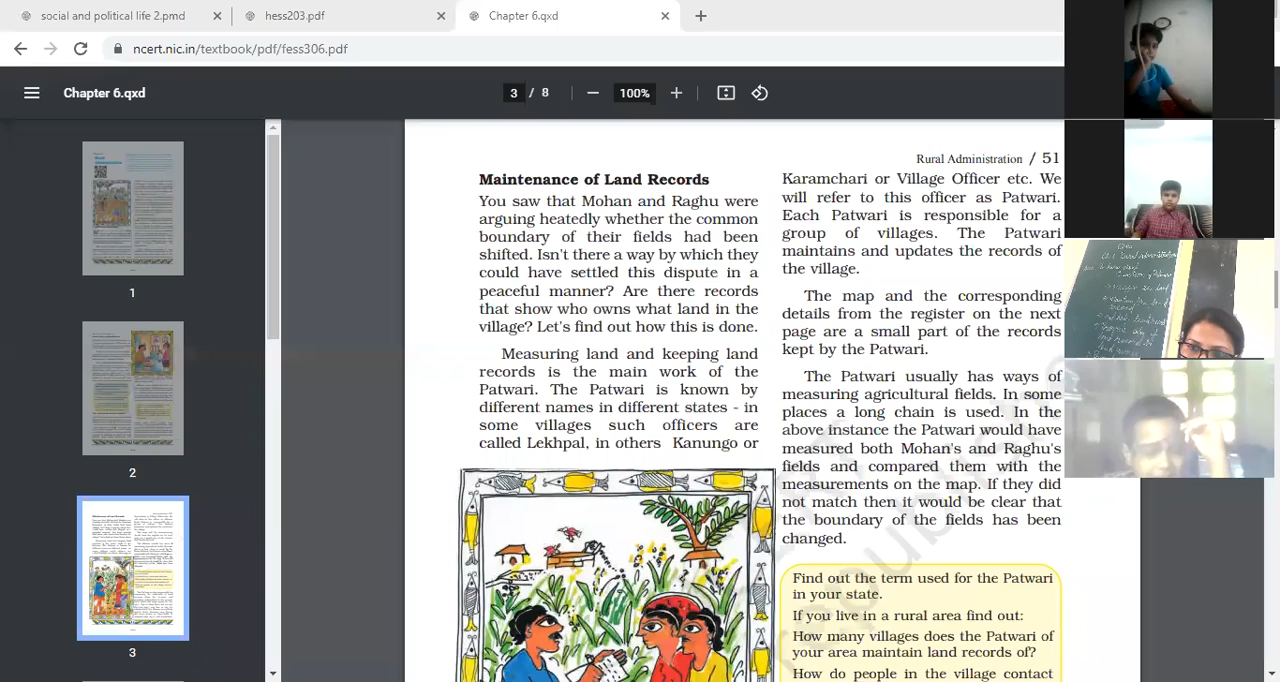 social and political life 2.pmd
hess203.pdf
Chapter 6.qxd
ncert.nic.in/textbook/pdf/fess306.pdf
Chapter 6.qxd
3 / 8
100%
1
2
3
Rural Administration / 51
Maintenance of Land Records
You saw that Mohan and Raghu were
arguing heatedly whether the common
boundary of their fields had been
shifted. Isn't there a way by which they
could have settled this dispute in a
peaceful manner? Are there records
that show who owns what land in the
village? Let's find out how this is done.
Measuring land and keeping land
records is the main work of the
Patwari. The Patwari is known by
different names in different states - in
some villages such officers are
called Lekhpal, in others Kanungo or
Karamchari or Village Officer etc. We
will refer to this officer as Patwari.
Each Patwari is responsible for a
group of villages. The Patwari
maintains and updates the records of
the village.
The map and the corresponding
details from the register on the next
page are a small part of the records
kept by the Patwari.
The Patwari usually has ways of
measuring agricultural fields. In some
places a long chain is used. In the
above instance the Patwari would have
measured both Mohan's and Raghu's
fields and compared them with the
measurements on the map. If they did
not match then it would be clear that
the boundary of the fields has been
changed.
Find out the term used for the Patwari
in your state.
If you are in a rural area find out:
How many villages does the Patwari of
your area maintain land records of?
How do people in the village contact